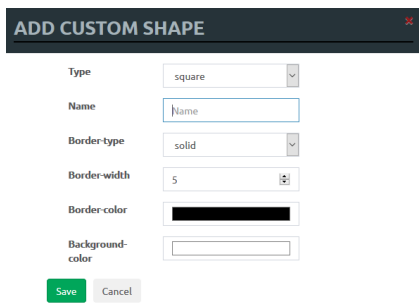 ADD CUSTOM SHAPE
Type
square
Name
Name
Border-type
solid
Border-width
5
Border-color
Background-
color
Save
Cancel